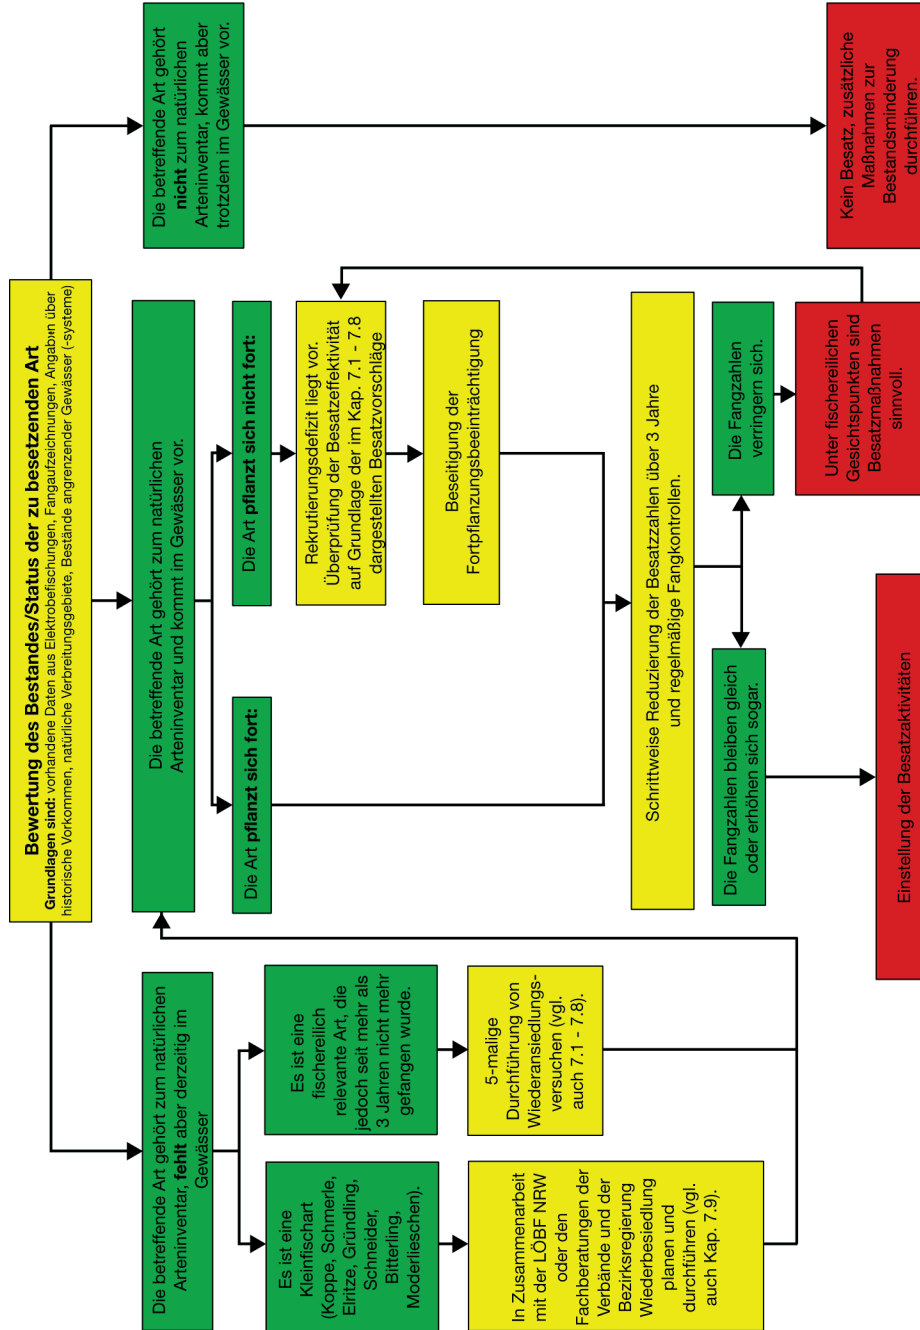 Bewertung des Bestandes/Status der zu besetzenden Art
Grundlagen sind: vorhandene Daten aus Elektrobefischungen, Fangaufzeichnungen, Angaben über
historische Vorkommen, natürliche Verbreitungsgebiete, Bestände angrenzender Gewässer (-systeme)
Die betreffende Art gehört zum natürlichen
Arteninventar, fehlt aber derzeitig im
Gewässer
Die betreffende Art gehört zum natürlichen
Arteninventar und kommt im Gewässer vor.
Die betreffende Art gehört
nicht zum natürlichen
Arteninventar, kommt aber
trotzdem im Gewässer vor.
Es ist eine
Kleinfischart
(Koppe, Schmerle,
Elritze, Gründling,
Schneider,
Bitterling,
Moderlieschen).
Es ist eine
fischereilich
relevante Art, die
jedoch seit mehr als
3 Jahren nicht mehr
gefangen wurde.
Die Art pflanzt sich fort:
Die Art pflanzt sich nicht fort:
Rekrutierungsdefizit liegt vor.
Überprüfung der Besatzeffektivität
auf Grundlage der im Kap. 7.1 - 7.8
dargestellten Besatzvorschläge
Beseitigung der
Fortpflanzungsbeeinträchtigung
In Zusammenarbeit
mit der LÖBF NRW
oder den
Fachberatungen der
Verbände und der
Bezirksregierung
Wiederbesiedlung
planen und
durchführen (vgl.
auch Kap. 7.9).
5-malige
Durchführung von
Wiederansiedlungs-
versuchen (vgl.
auch 7.1 - 7.8).
Schrittweise Reduzierung der Besatzzahlen über 3 Jahre
und regelmäßige Fangkontrollen.
Die Fangzahlen bleiben gleich
oder erhöhen sich sogar.
Die Fangzahlen
verringern sich.
Einstellung der Besatzaktivitäten
Unter fischereilichen
Gesichtspunkten sind
Besatzmaßnahmen
sinnvoll.
Kein Besatz, zusätzliche
Maßnahmen zur
Bestandsminderung
durchführen.